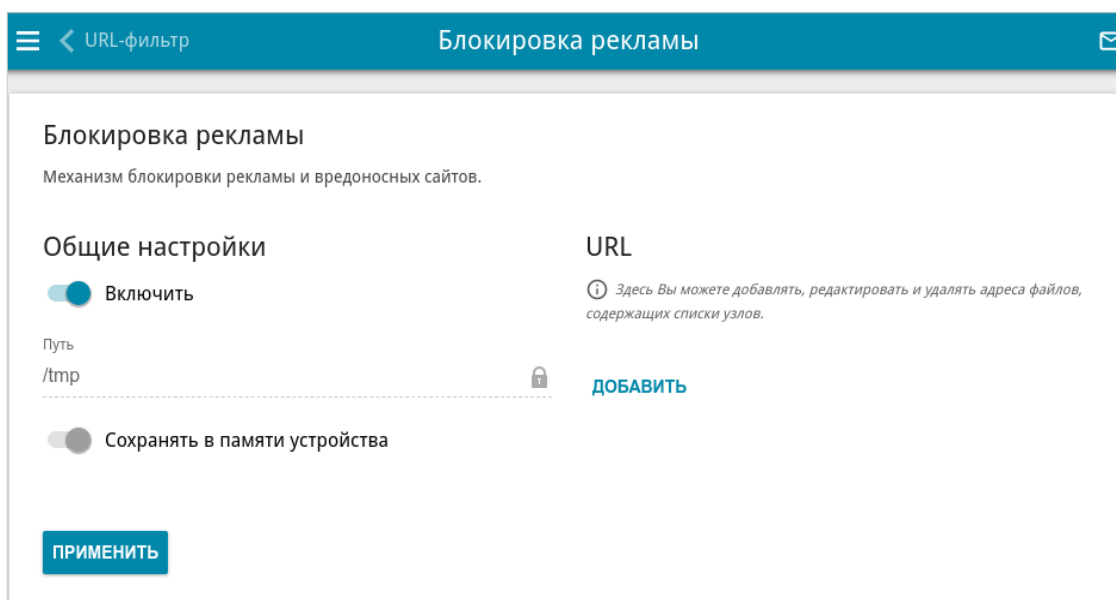 URL-фильтр
Блокировка рекламы
Блокировка рекламы
Механизм блокировки рекламы и вредоносных сайтов.
Общие настройки
Включить
Путь
/tmp
Сохранять в памяти устройства
ПРИМЕНИТЬ
URL
Здесь Вы можете добавлять, редактировать и удалять адреса файлов,
содержащих списки узлов.
ДОБАВИТЬ